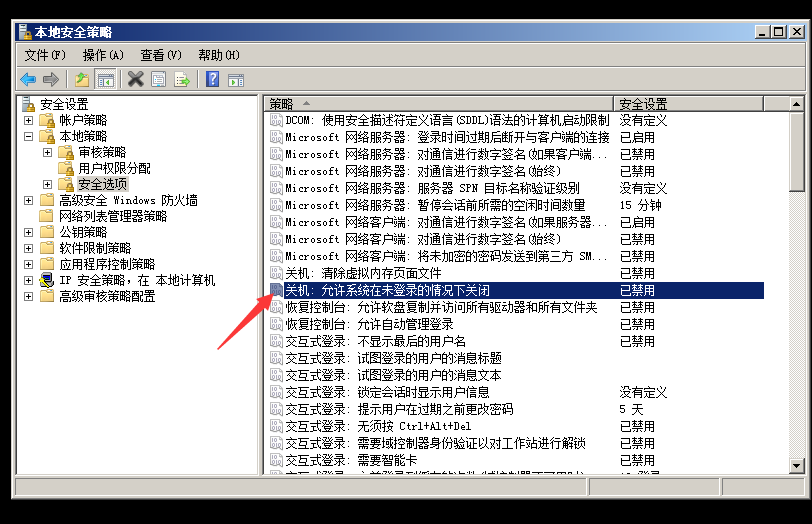 本地安全策略
文件(F) 操作(A) 查看(V) 帮助(H)
安全设置
帐户策略
本地策略
审核策略
用户权限分配
安全选项
高级安全 Windows 防火墙
网络列表管理器策略
公钥策略
软件限制策略
应用程序控制策略
IP 安全策略，在 本地计算机
高级审核策略配置
策略 安全设置
DCOM: 使用安全描述符定义语言(SDDL)语法的计算机启动限制 没有定义
Microsoft 网络服务器: 登录时间过期后断开与客户端的连接 已启用
Microsoft 网络服务器: 对通信进行数字签名(如果客户端... 已禁用
Microsoft 网络服务器: 对通信进行数字签名(始终) 已禁用
Microsoft 网络服务器: 服务器 SPN 目标名称验证级别 没有定义
Microsoft 网络服务器: 暂停会话前所需的空闲时间数量 15 分钟
Microsoft 网络客户端: 对通信进行数字签名(如果服务器... 已启用
Microsoft 网络客户端: 对通信进行数字签名(始终) 已禁用
Microsoft 网络客户端: 将未加密的密码发送到第三方 SM... 已禁用
关机: 清除虚拟内存页面文件 已禁用
关机: 允许系统在未登录的情况下关闭 已禁用
恢复控制台: 允许软盘复制并访问所有驱动器和所有文件夹 已禁用
恢复控制台: 允许自动管理登录 已禁用
交互式登录: 不显示最后的用户名 已禁用
交互式登录: 试图登录的用户的消息标题
交互式登录: 试图登录的用户的消息文本
交互式登录: 锁定会话时显示用户信息 没有定义
交互式登录: 提示用户在过期之前更改密码 5 天
交互式登录: 无须按 Ctrl+Alt+Del 已禁用
交互式登录: 需要域控制器身份验证以对工作站进行解锁 已禁用
交互式登录: 需要智能卡 已禁用